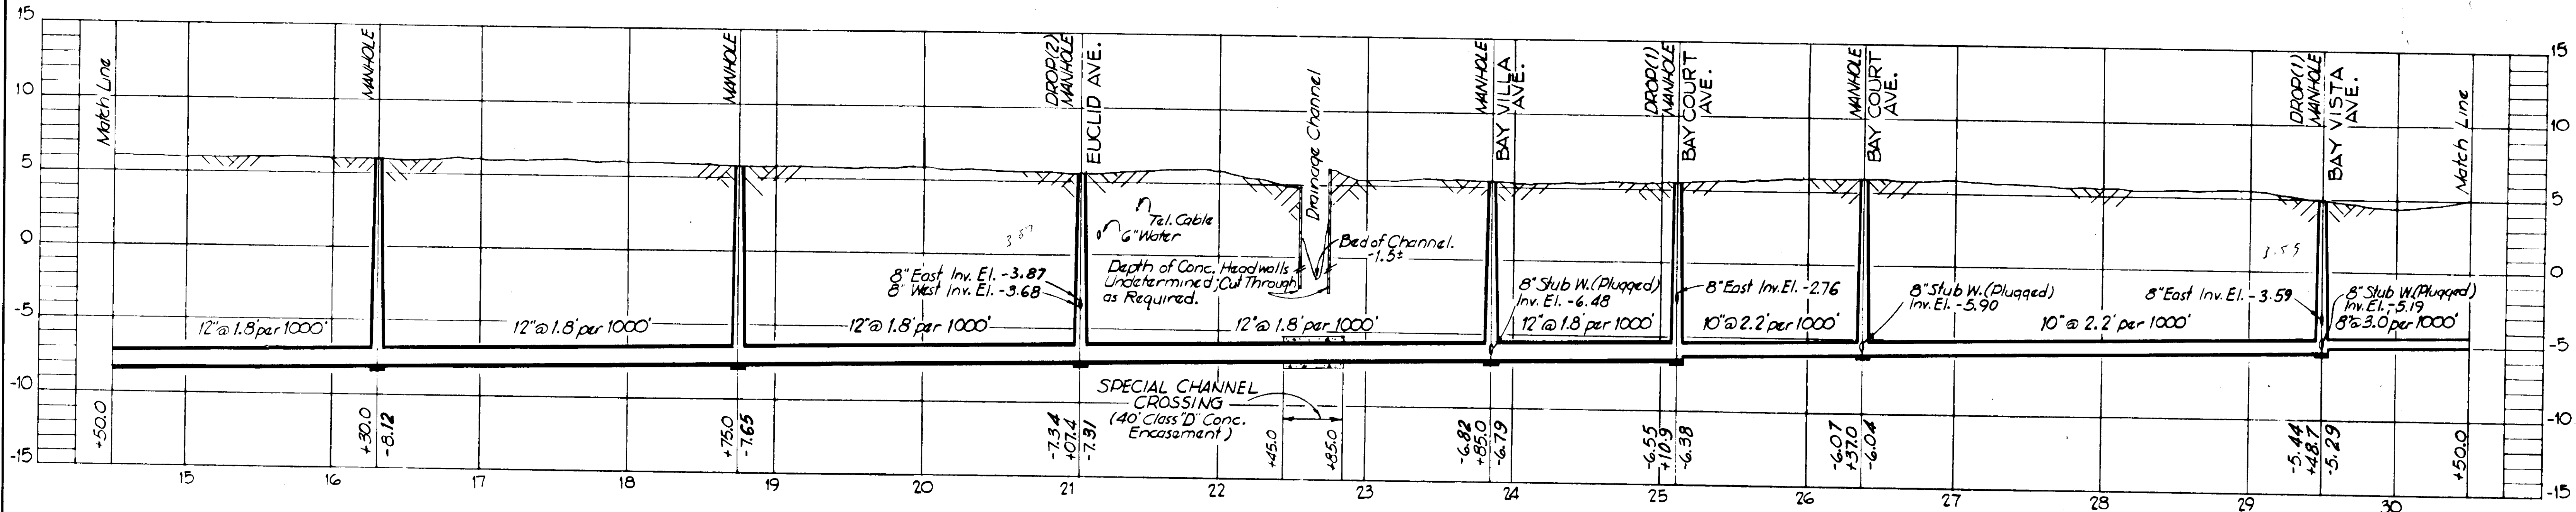 15
10
5
0
-5
-10
-15
Match Line
MANHOLE
MANHOLE
DROP(2)
MANHOLE
EUCLID AVE.
Drainage Channel
MANHOLE
BAY VILLA
AVE.
DROP(1)
MANHOLE
BAY COURT
AVE.
MANHOLE
BAY COURT
AVE.
DROP(1)
MANHOLE
BAY VISTA
AVE.
Match Line
15
10
5
0
-5
-10
-15
Tel. Cable
6" Water
3.87
8" East Inv. El. -3.87
8" West Inv. El. -3.68
Bed of Channel.
-1.5±
Depth of Conc. Headwalls
Undetermined; Cut Through
as Required.
8" Stub W. (Plugged)
Inv. El. -6.48
8" East Inv. El. -2.76
8" Stub W. (Plugged)
Inv. El. -5.90
3.59
8" East Inv. El. -3.59
8" Stub W. (Plugged)
Inv. El. -5.19
12" @ 1.8' per 1000'
12" @ 1.8' per 1000'
12" @ 1.8' per 1000'
12" @ 1.8' per 1000'
12" @ 1.8' per 1000'
10" @ 2.2' per 1000'
10" @ 2.2' per 1000'
8" @ 3.0 per 1000'
SPECIAL CHANNEL
CROSSING
(40' Class "D" Conc.
Encasement)
+50.0
+30.0
-8.12
+75.0
-7.65
-7.34
+07.4
-7.31
+45.0
+85.0
-6.82
+85.0
-6.79
-6.55
+10.9
-6.38
-6.07
+37.0
-6.04
-5.44
+48.7
-5.29
+50.0
15
16
17
18
19
20
21
22
23
24
25
26
27
28
29
30